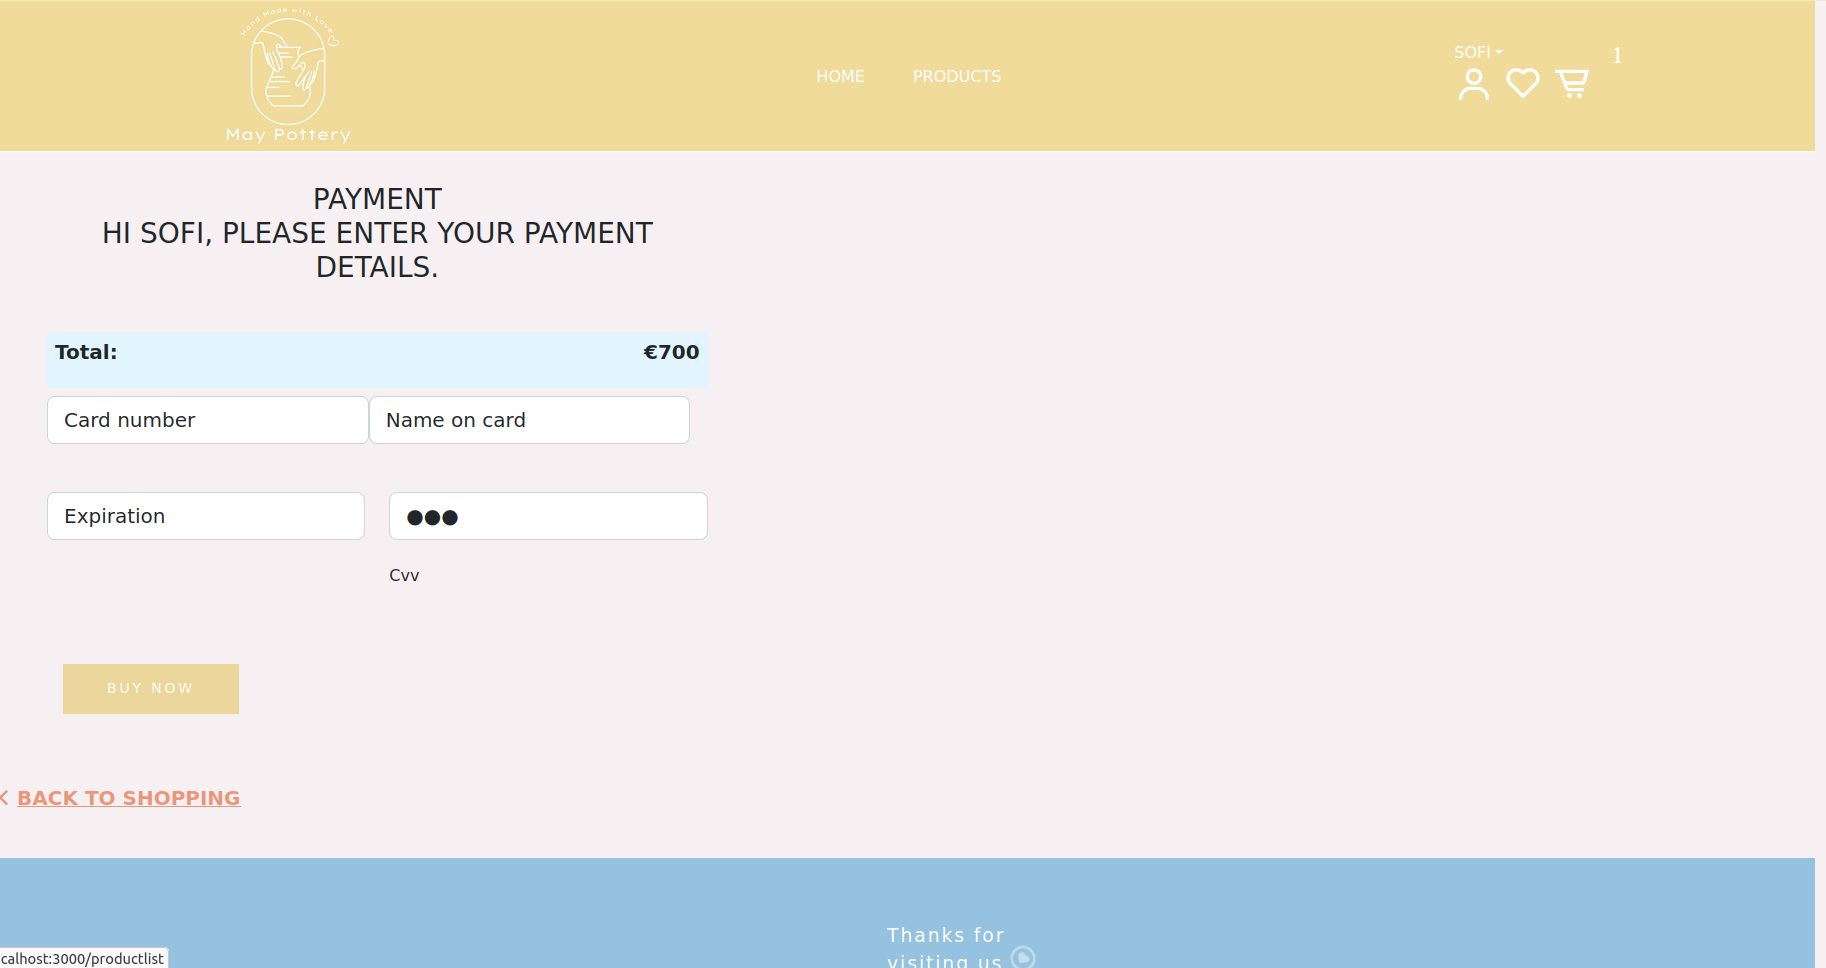 Hand Made with Love
May Pottery
HOME
PRODUCTS
SOFI
1
PAYMENT
HI SOFI, PLEASE ENTER YOUR PAYMENT
DETAILS.
Total:
€700
Card number
Name on card
Expiration
●●●
Cvv
BUY NOW
BACK TO SHOPPING
Thanks for
visiting us
calhost:3000/productlist